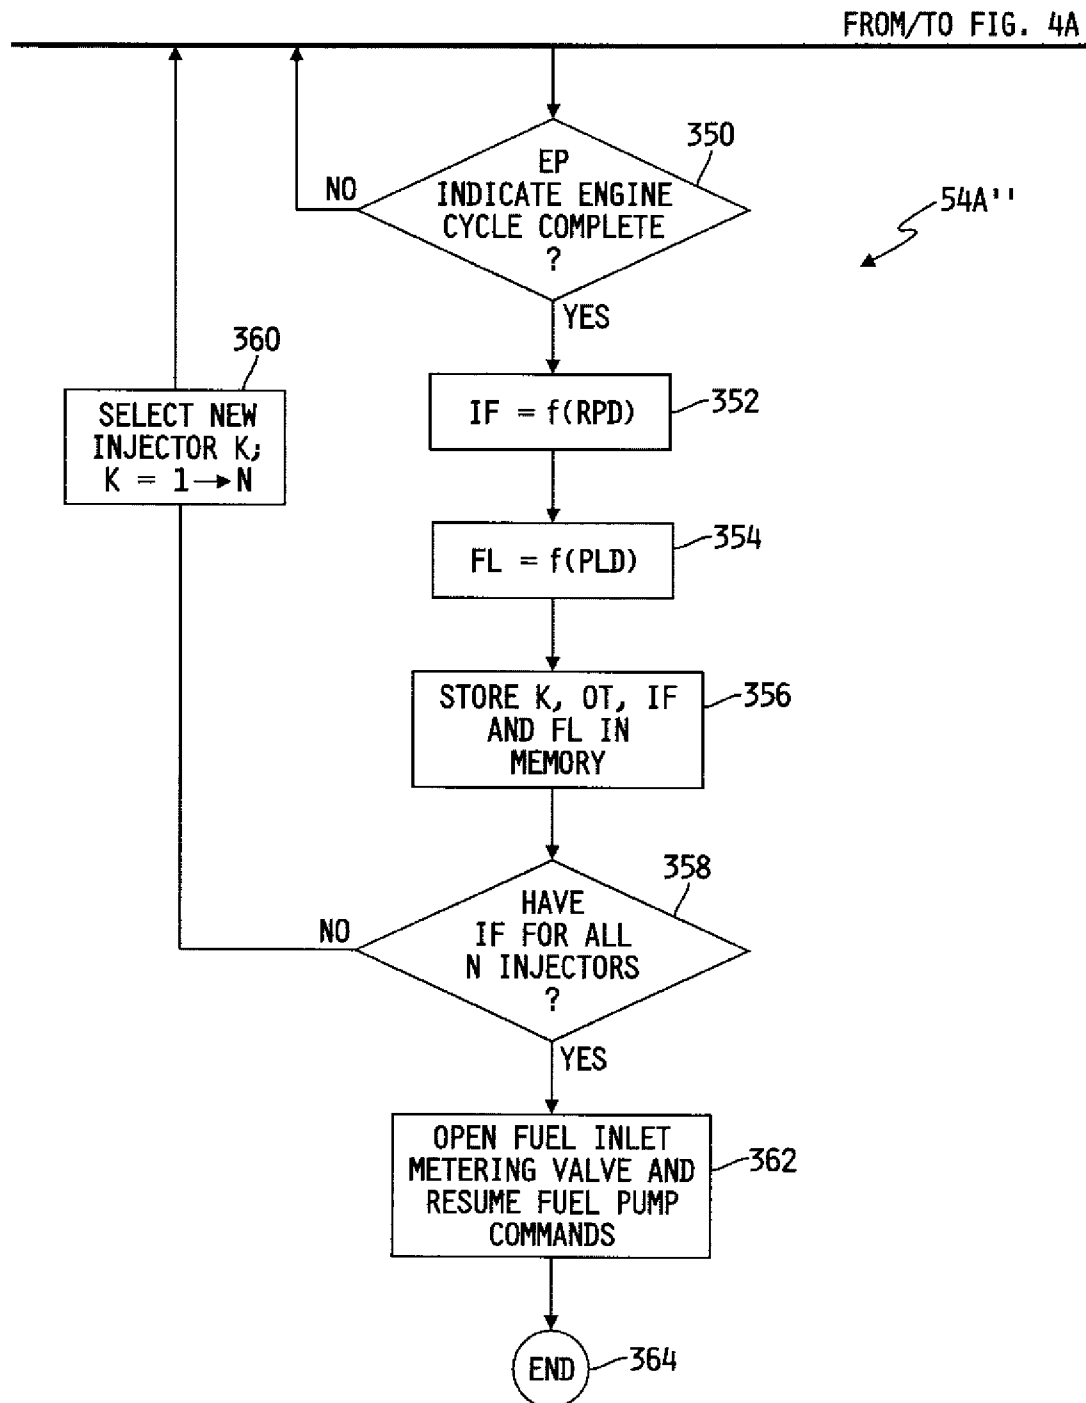 FROM/TO FIG. 4A
350
EP
INDICATE ENGINE
CYCLE COMPLETE
?
NO
54A''
YES
360
SELECT NEW
INJECTOR K;
K = 1→N
IF = f(RPD)
352
FL = f(PLD)
354
STORE K, OT, IF
AND FL IN
MEMORY
356
358
HAVE
IF FOR ALL
N INJECTORS
?
NO
YES
OPEN FUEL INLET
METERING VALVE AND
RESUME FUEL PUMP
COMMANDS
362
END
364